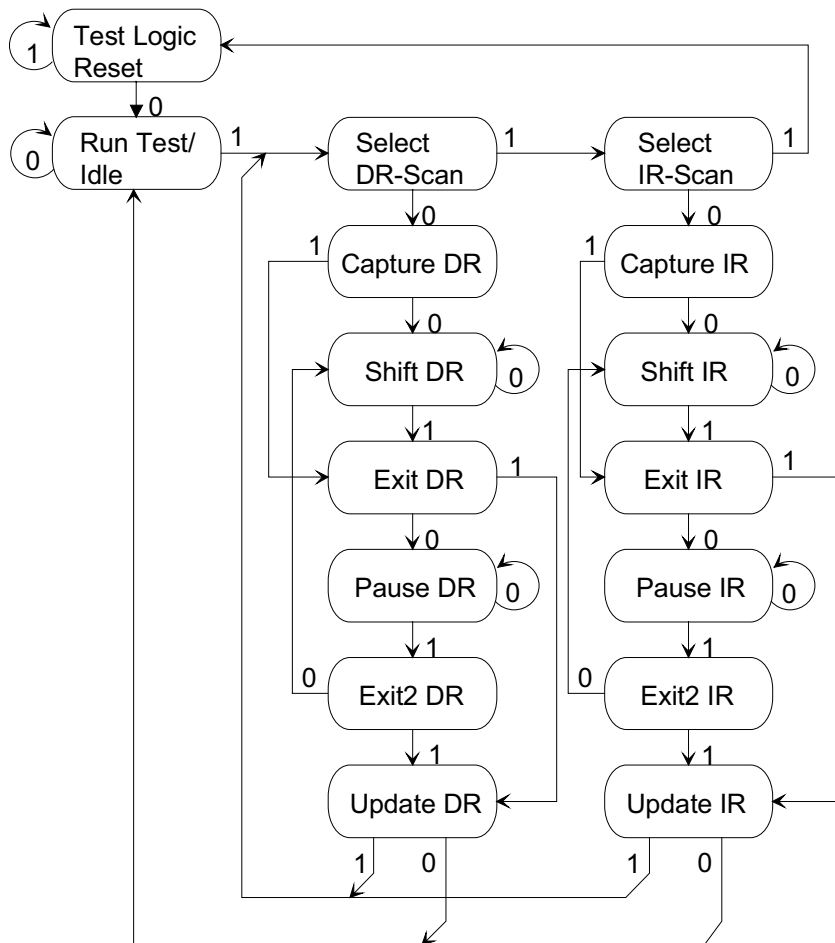 Test Logic
Reset
1
0
Run Test/
Idle
0
1
Select
DR-Scan
1
Select
IR-Scan
1
0
0
1
Capture DR
1
Capture IR
0
0
Shift DR
0
Shift IR
0
1
1
Exit DR
1
Exit IR
1
0
0
Pause DR
0
Pause IR
0
1
1
0
Exit2 DR
0
Exit2 IR
1
1
Update DR
Update IR
1
0
1
0